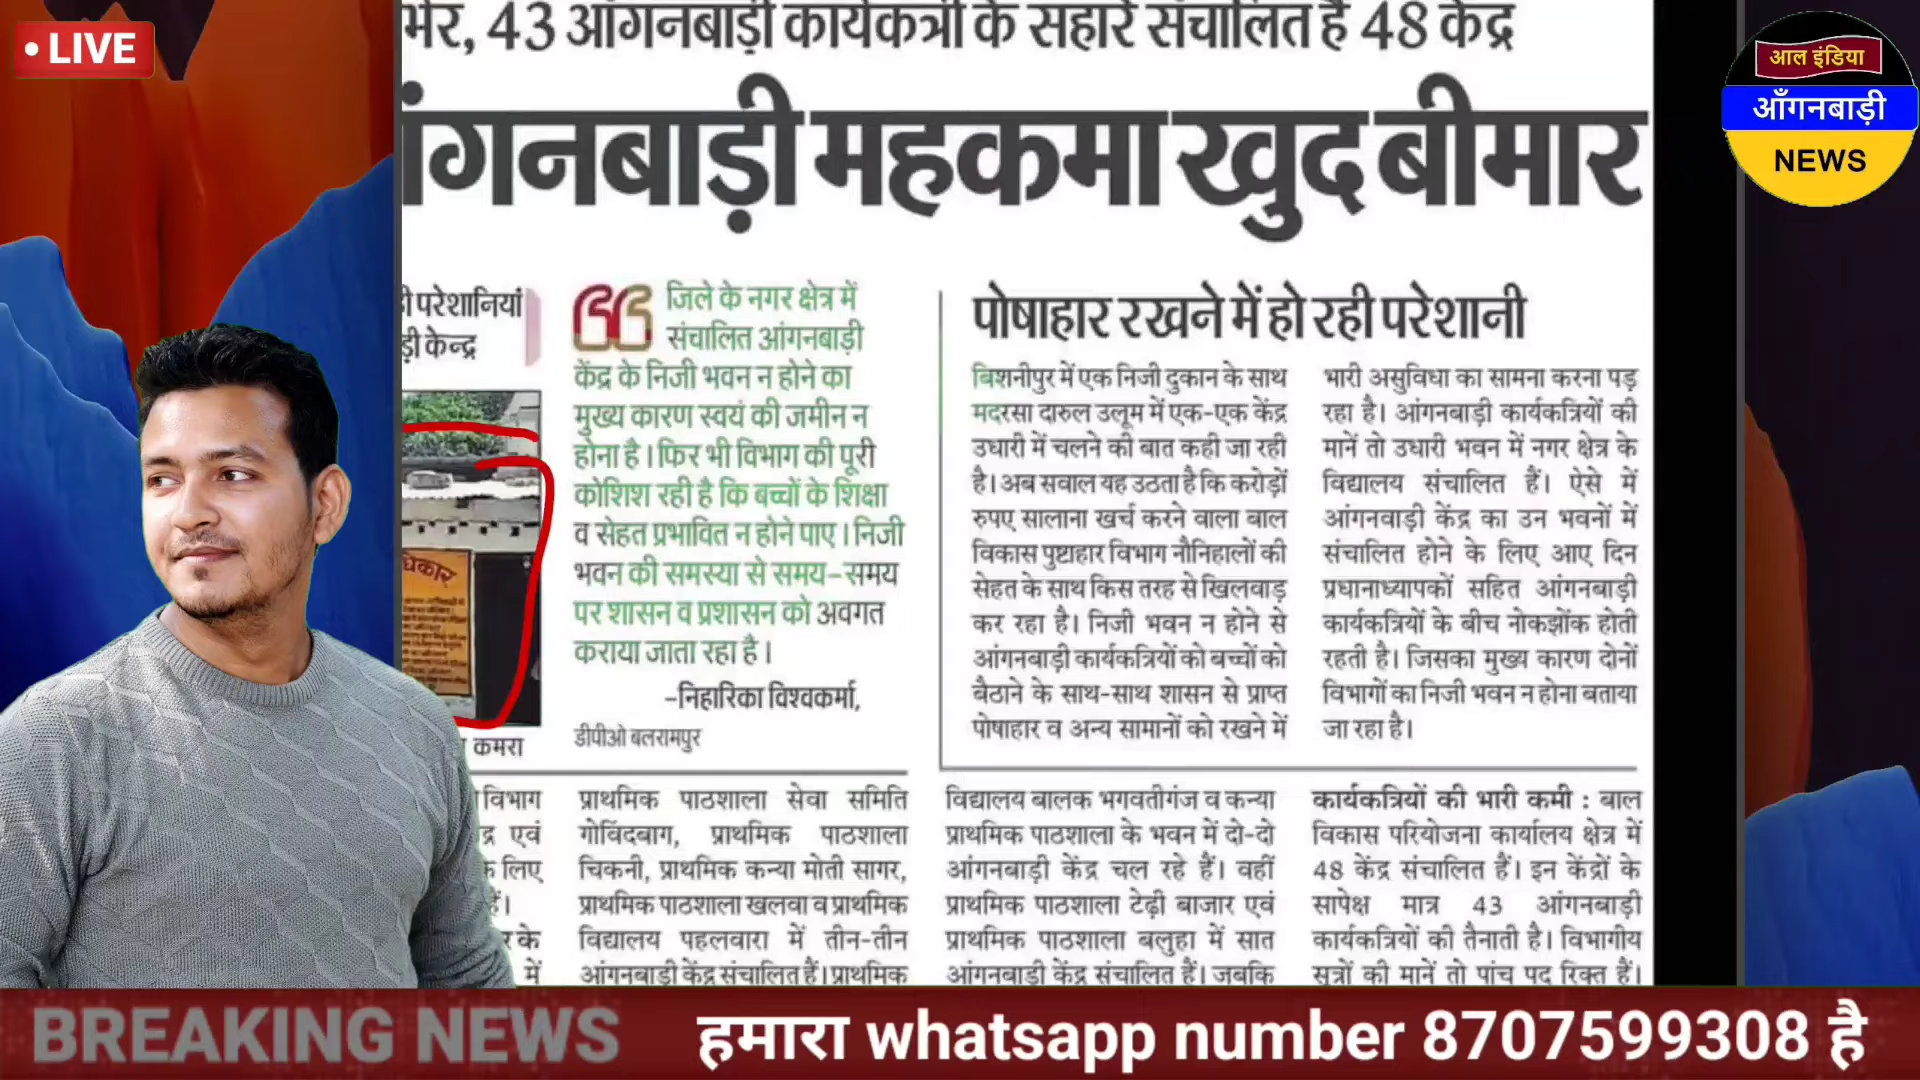 • LIVE
भर, 43 आंगनबाड़ी कार्यकत्री के सहारे संचालित हैं 48 केंद्र
ंगनबाड़ी महकमा खुद बीमार
आल इंडिया
आँगनबाड़ी
NEWS
ी परेशानियां
ड़ी केन्द्र
धिकार
कमरा
जिले के नगर क्षेत्र में
संचालित आंगनबाड़ी
केंद्र के निजी भवन न होने का
मुख्य कारण स्वयं की जमीन न
होना है। फिर भी विभाग की पूरी
कोशिश रही है कि बच्चों के शिक्षा
व सेहत प्रभावित न होने पाए। निजी
भवन की समस्या से समय-समय
पर शासन व प्रशासन को अवगत
कराया जाता रहा है।
-निहारिका विश्वकर्मा,
डीपीओ बलरामपुर
पोषाहार रखने में हो रही परेशानी
बिशनीपुर में एक निजी दुकान के साथ
मदरसा दारुल उलूम में एक-एक केंद्र
उधारी में चलने की बात कही जा रही
है। अब सवाल यह उठता है कि करोड़ों
रुपए सालाना खर्च करने वाला बाल
विकास पुष्टाहार विभाग नौनिहालों की
सेहत के साथ किस तरह से खिलवाड़
कर रहा है। निजी भवन न होने से
आंगनबाड़ी कार्यकत्रियों को बच्चों को
बैठाने के साथ-साथ शासन से प्राप्त
पोषाहार व अन्य सामानों को रखने में
भारी असुविधा का सामना करना पड़
रहा है। आंगनबाड़ी कार्यकत्रियों की
मानें तो उधारी भवन में नगर क्षेत्र के
विद्यालय संचालित हैं। ऐसे में
आंगनवाड़ी केंद्र का उन भवनों में
संचालित होने के लिए आए दिन
प्रधानाध्यापकों सहित आंगनबाड़ी
कार्यकत्रियों के बीच नोकझोंक होती
रहती है। जिसका मुख्य कारण दोनों
विभागों का निजी भवन न होना बताया
जा रहा है।
विभाग
द्र एवं
के लिए
हैं।
र के
में
प्राथमिक पाठशाला सेवा समिति
गोविंदबाग, प्राथमिक पाठशाला
चिकनी, प्राथमिक कन्या मोती सागर,
प्राथमिक पाठशाला खलवा व प्राथमिक
विद्यालय पहलवारा में तीन-तीन
आंगनबाड़ी केंद्र संचालित हैं। प्राथमिक
विद्यालय बालक भगवतीगंज व कन्या
प्राथमिक पाठशाला के भवन में दो-दो
आंगनबाड़ी केंद्र चल रहे हैं। वहीं
प्राथमिक पाठशाला टेढ़ी बाजार एवं
प्राथमिक पाठशाला बलुहा में सात
आंगनबाड़ी केंद्र संचालित हैं। जबकि
कार्यकत्रियों की भारी कमी : बाल
विकास परियोजना कार्यालय क्षेत्र में
48 केंद्र संचालित हैं। इन केंद्रों के
सापेक्ष मात्र 43 आंगनबाड़ी
कार्यकत्रियों की तैनाती है। विभागीय
सूत्रों की मानें तो पांच पद रिक्त हैं।
BREAKING NEWS
हमारा whatsapp number 8707599308 है